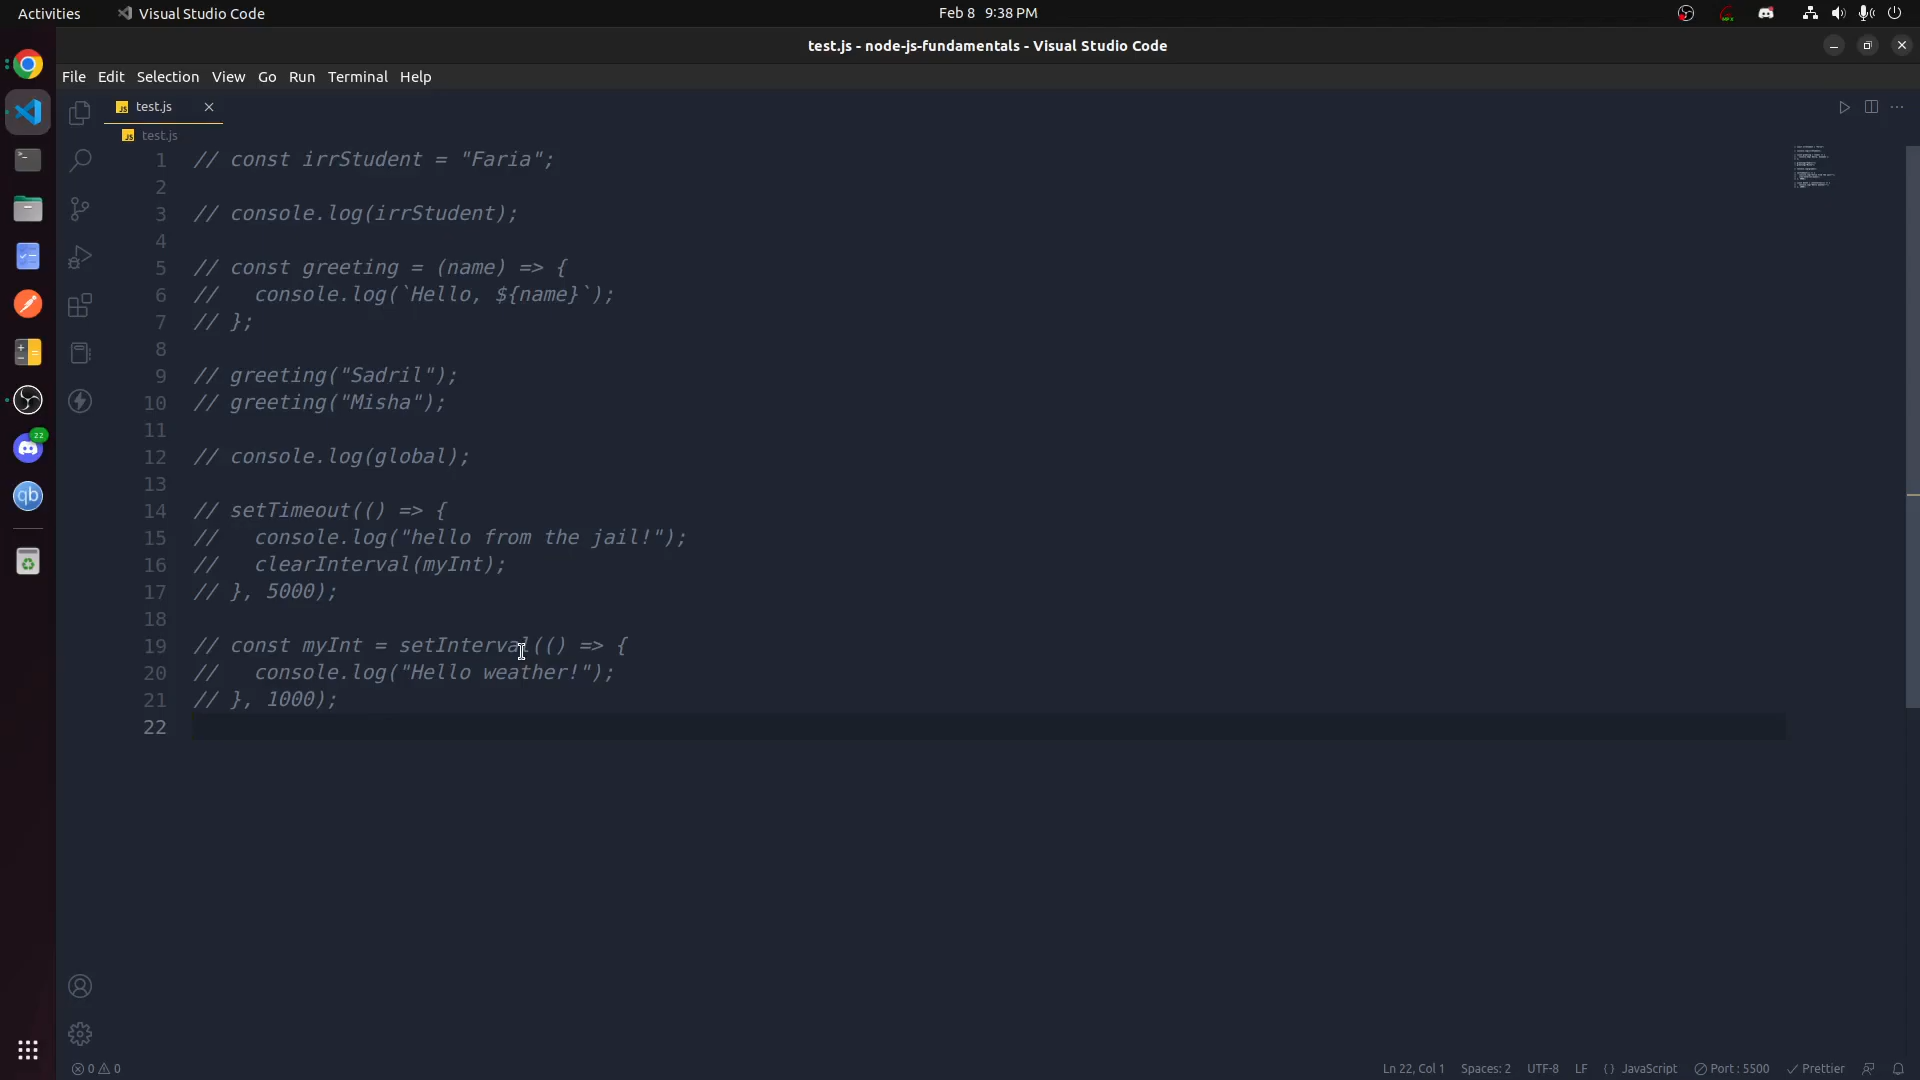 Activities Visual Studio Code Feb 8 9:38 PM
test.js - node-js-fundamentals - Visual Studio Code
File Edit Selection View Go Run Terminal Help
JS test.js
JS test.js
1 // const irrStudent = "Faria";
2
3 // console.log(irrStudent);
4
5 // const greeting = (name) => {
6 //   console.log(`Hello, ${name}`);
7 // };
8
9 // greeting("Sadril");
10 // greeting("Misha");
11
12 // console.log(global);
13
14 // setTimeout(() => {
15 //   console.log("hello from the jail!");
16 //   clearInterval(myInt);
17 // }, 5000);
18
19 // const myInt = setInterval(() => {
20 //   console.log("Hello weather!");
21 // }, 1000);
22
22
qb
0 0 Ln 22, Col 1 Spaces: 2 UTF-8 LF {} JavaScript Port : 5500 Prettier